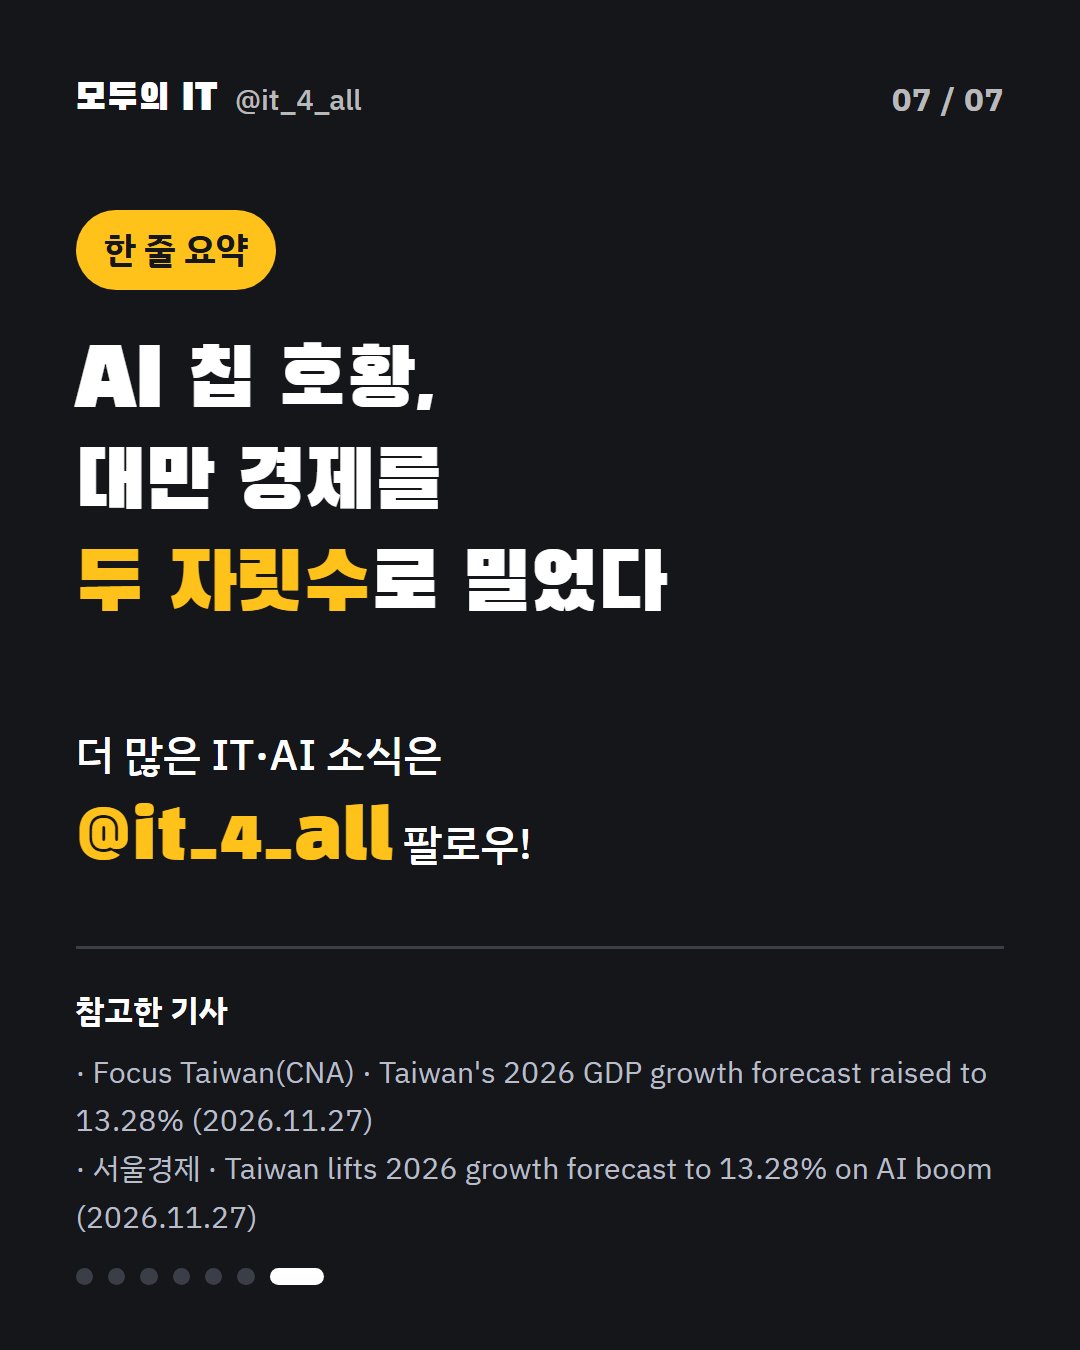 모두의 IT @it_4_all
07 / 07
한 줄 요약
AI 칩 호황,
대만 경제를
두 자릿수로 밀었다
더 많은 IT·AI 소식은
@it_4_all 팔로우!
참고한 기사
· Focus Taiwan(CNA) · Taiwan's 2026 GDP growth forecast raised to
13.28% (2026.11.27)
· 서울경제 · Taiwan lifts 2026 growth forecast to 13.28% on AI boom
(2026.11.27)